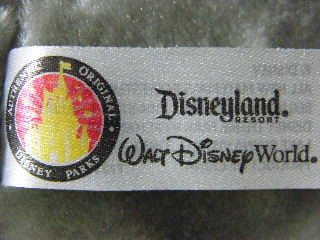 AUTHENTIC ORIGINAL
DISNEY PARKS
Disneyland.
RESORT
WALT DISNEY World.